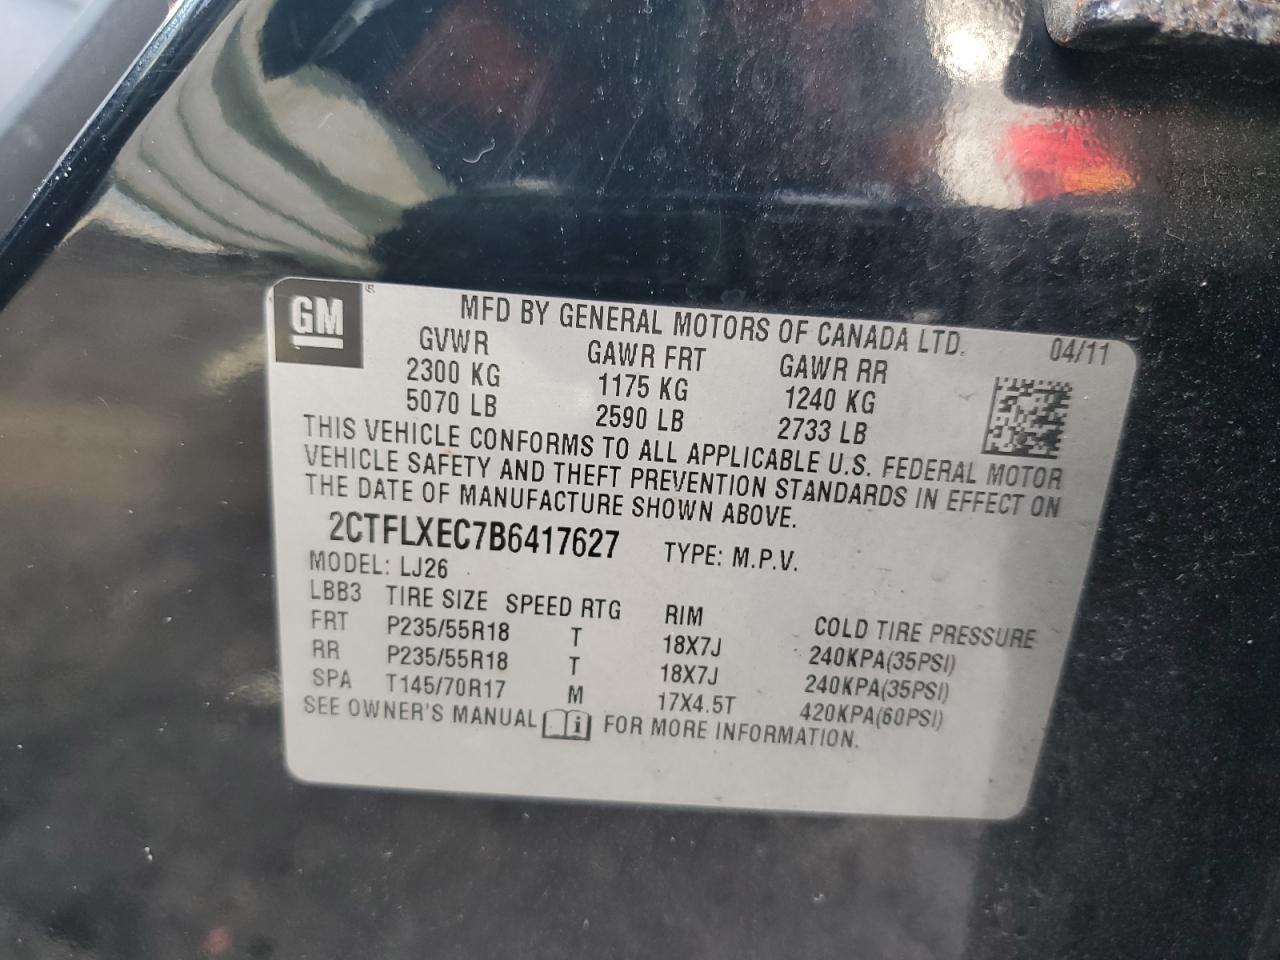 GM ®
MFD BY GENERAL MOTORS OF CANADA LTD. 04/11
GVWR GAWR FRT GAWR RR
2300 KG 1175 KG 1240 KG
5070 LB 2590 LB 2733 LB
THIS VEHICLE CONFORMS TO ALL APPLICABLE U.S. FEDERAL MOTOR
VEHICLE SAFETY AND THEFT PREVENTION STANDARDS IN EFFECT ON
THE DATE OF MANUFACTURE SHOWN ABOVE.
2CTFLXEC7B6417627 TYPE: M.P.V.
MODEL: LJ26
LBB3 TIRE SIZE SPEED RTG RIM COLD TIRE PRESSURE
FRT P235/55R18 T 18X7J 240KPA(35PSI)
RR P235/55R18 T 18X7J 240KPA(35PSI)
SPA T145/70R17 M 17X4.5T 420KPA(60PSI)
SEE OWNER'S MANUAL i FOR MORE INFORMATION.